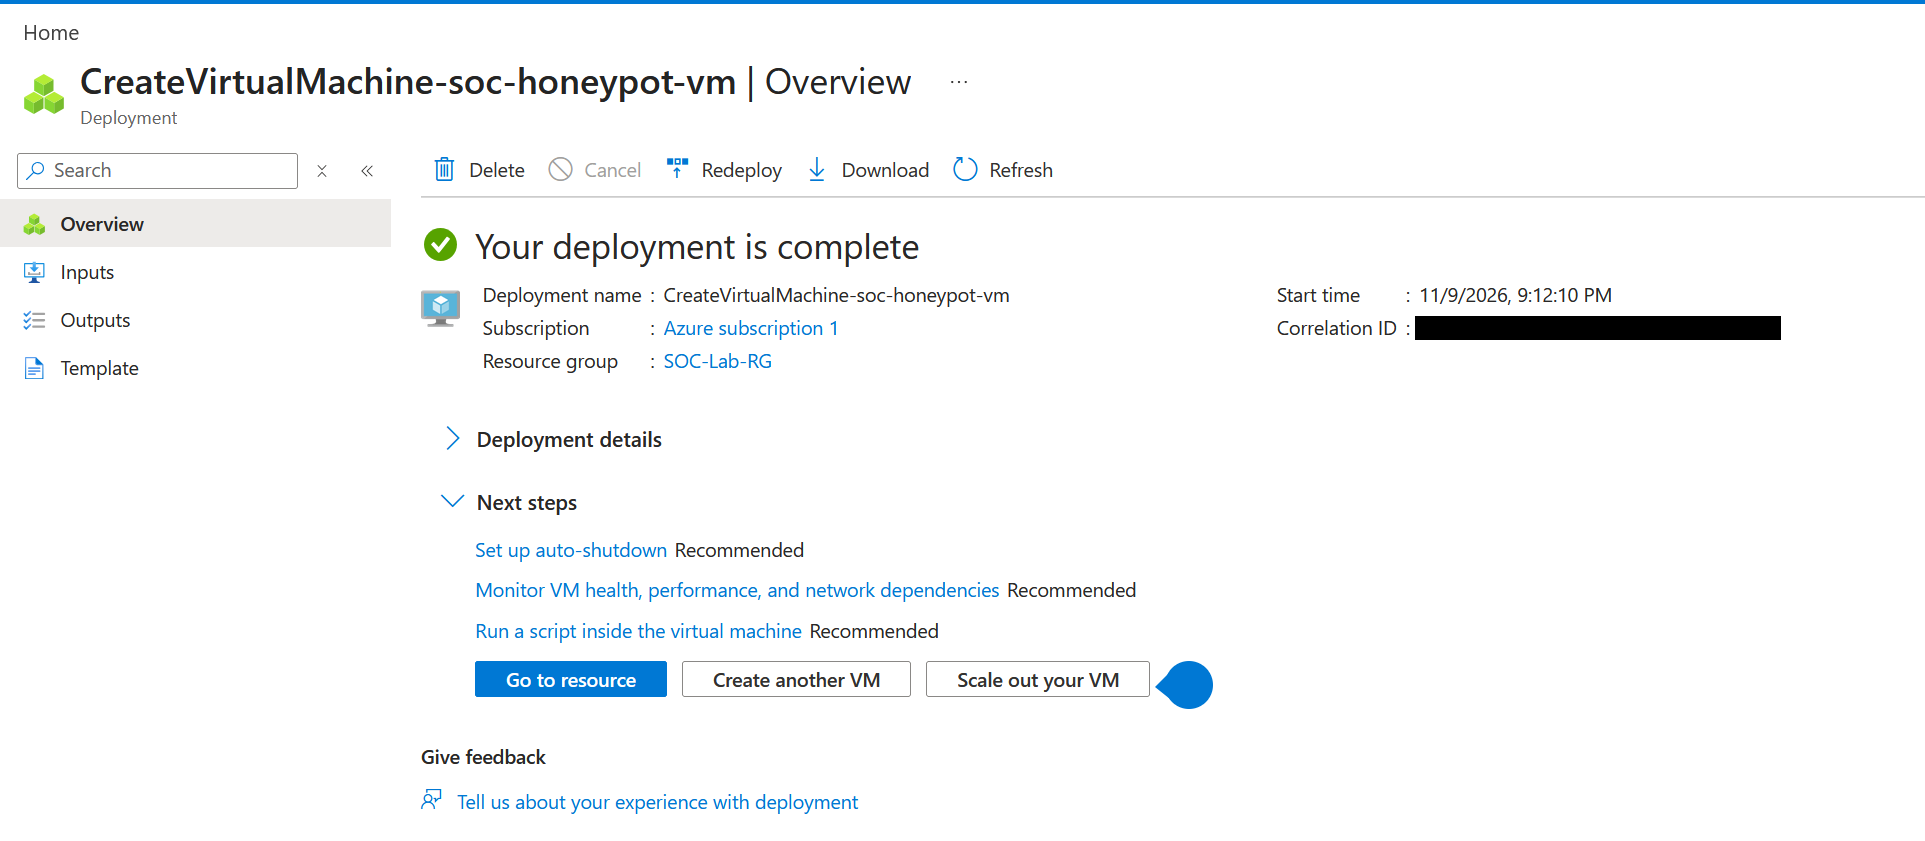 Home
CreateVirtualMachine-soc-honeypot-vm | Overview ...
Deployment
Search
Overview
Inputs
Outputs
Template
Delete Cancel Redeploy Download Refresh
Your deployment is complete
Deployment name : CreateVirtualMachine-soc-honeypot-vm
Subscription : Azure subscription 1
Resource group : SOC-Lab-RG
Start time : 11/9/2026, 9:12:10 PM
Correlation ID :
Deployment details
Next steps
Set up auto-shutdown Recommended
Monitor VM health, performance, and network dependencies Recommended
Run a script inside the virtual machine Recommended
Go to resource Create another VM Scale out your VM
Give feedback
Tell us about your experience with deployment